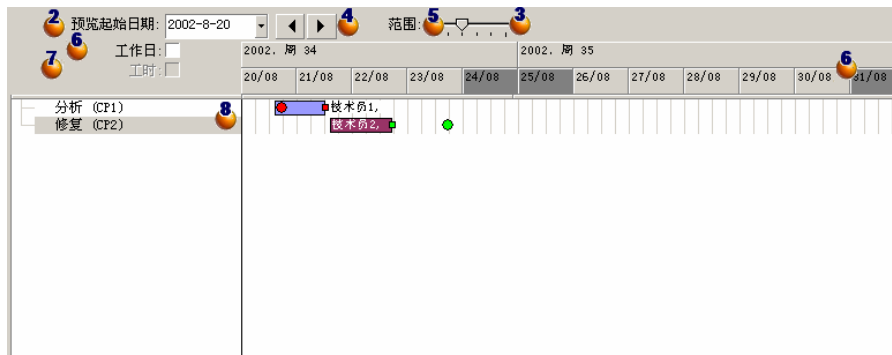 2 预览起始日期: 2002-8-20 4 范围: 5 3
6 工作日: 2002. 周 34 2002. 周 35 6
7 工时:
20/08 21/08 22/08 23/08 24/08 25/08 26/08 27/08 28/08 29/08 30/08 31/08
分析 (CP1) 8 技术员1,
修复 (CP2) 技术员2,